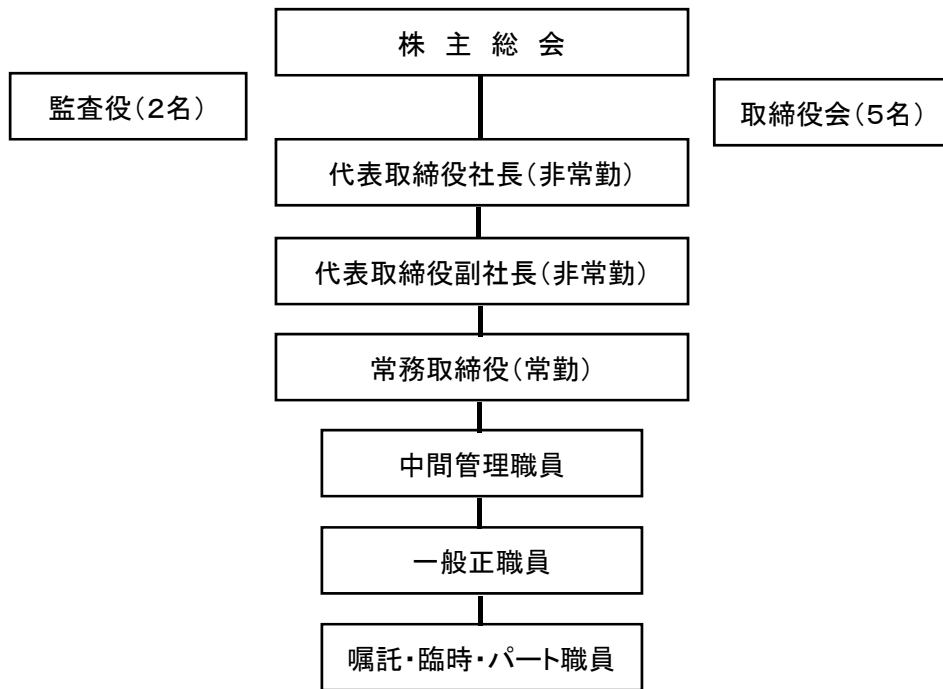 株 主 総 会
監査役（２名）
取締役会（５名）
代表取締役社長（非常勤）
代表取締役副社長（非常勤）
常務取締役（常勤）
中間管理職員
一般正職員
嘱託・臨時・パート職員